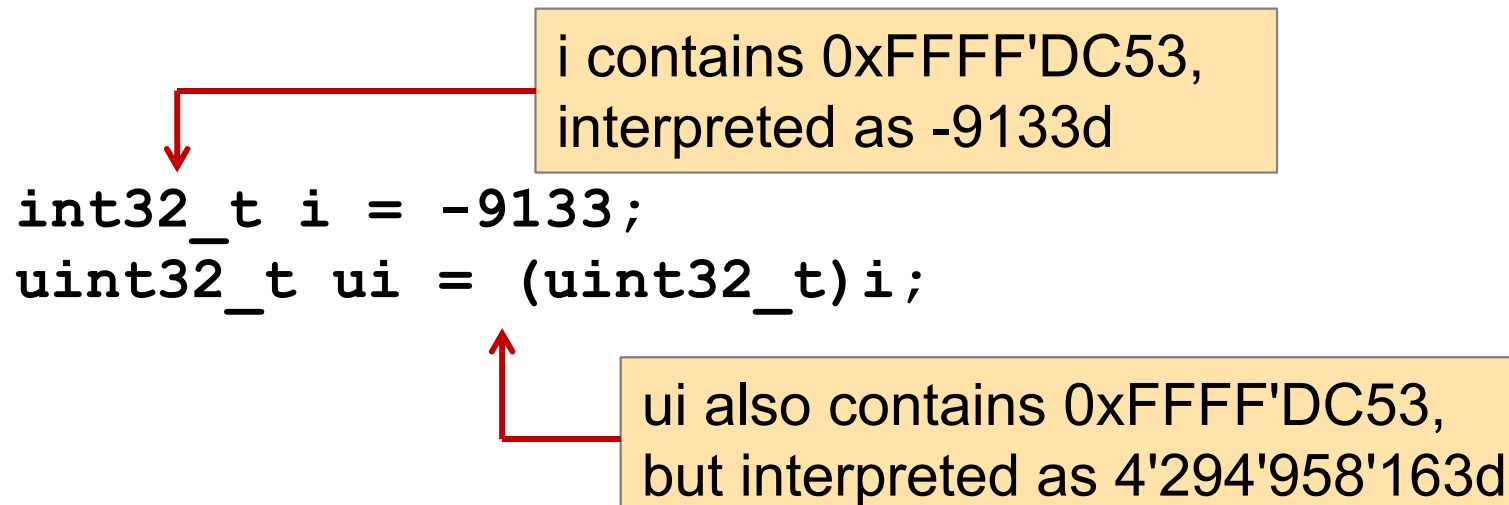 i contains 0xFFFF'DC53,
interpreted as -9133d
int32_t i = -9133;
uint32_t ui = (uint32_t)i;
ui also contains 0xFFFF'DC53,
but interpreted as 4'294'958'163d